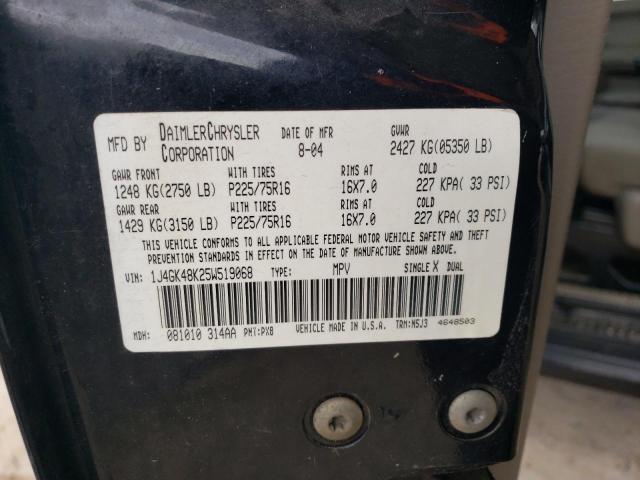 MFD BY DAIMLERCHRYSLER CORPORATION DATE OF MFR 8-04 GVWR 2427 KG(05350 LB)
GAWR FRONT WITH TIRES RIMS AT COLD
1248 KG(2750 LB) P225/75R16 16X7.0 227 KPA( 33 PSI)
GAWR REAR WITH TIRES RIMS AT COLD
1429 KG(3150 LB) P225/75R16 16X7.0 227 KPA( 33 PSI)
THIS VEHICLE CONFORMS TO ALL APPLICABLE FEDERAL MOTOR VEHICLE SAFETY AND THEFT
PREVENTION STANDARDS IN EFFECT ON THE DATE OF MANUFACTURE SHOWN ABOVE.
VIN: 1J4GK48K25W519068 TYPE: MPV SINGLE X DUAL
MDH: 081010 314AA PNT:PX8 VEHICLE MADE IN U.S.A. TRM:M5J3 4648503